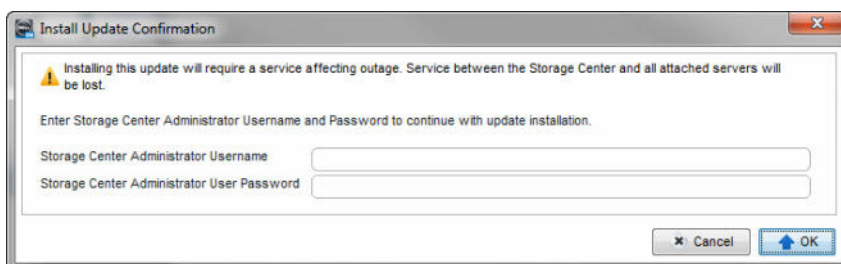 Install Update Confirmation
Installing this update will require a service affecting outage. Service between the Storage Center and all attached servers will
be lost.
Enter Storage Center Administrator Username and Password to continue with update installation.
Storage Center Administrator Username
Storage Center Administrator User Password
Cancel
OK